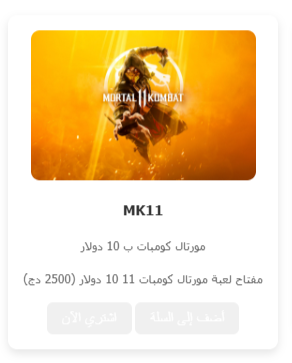 MORTAL KOMBAT
11
MK11
مورتال كومبات ب 10 دولار
مفتاح لعبة مورتال كومبات 11 10 دولار (2500 دج)
أضف إلى السلة
اشتري الآن